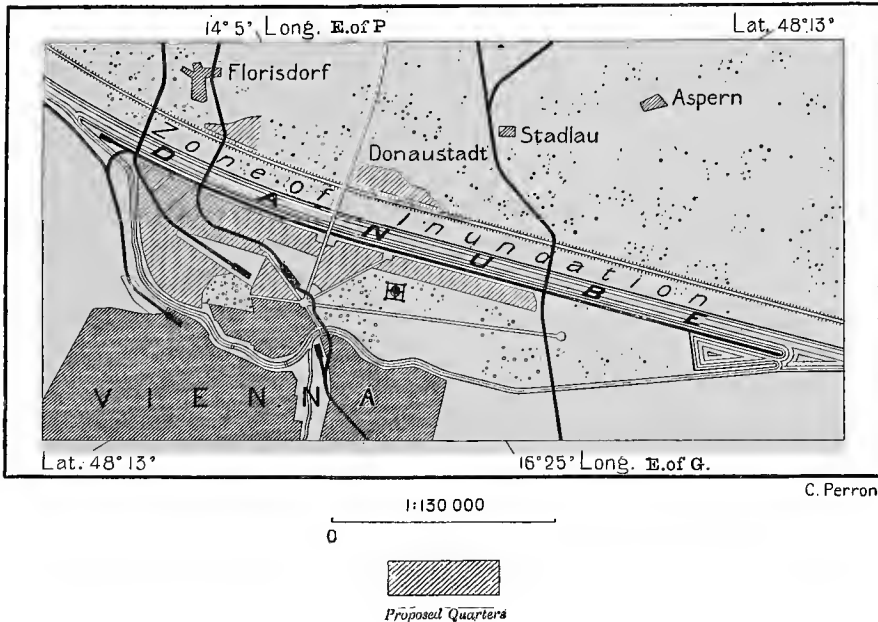 14° 5' Long. E. of P Lat. 48°13°
Florisdorf
Aspern
Stadlau
Donaustadt
Zone of Inundation
DANUBE
VIENNA
Lat. 48°13' 16°25' Long. E. of G.
C. Perron
1:130 000
0
Proposed Quarters